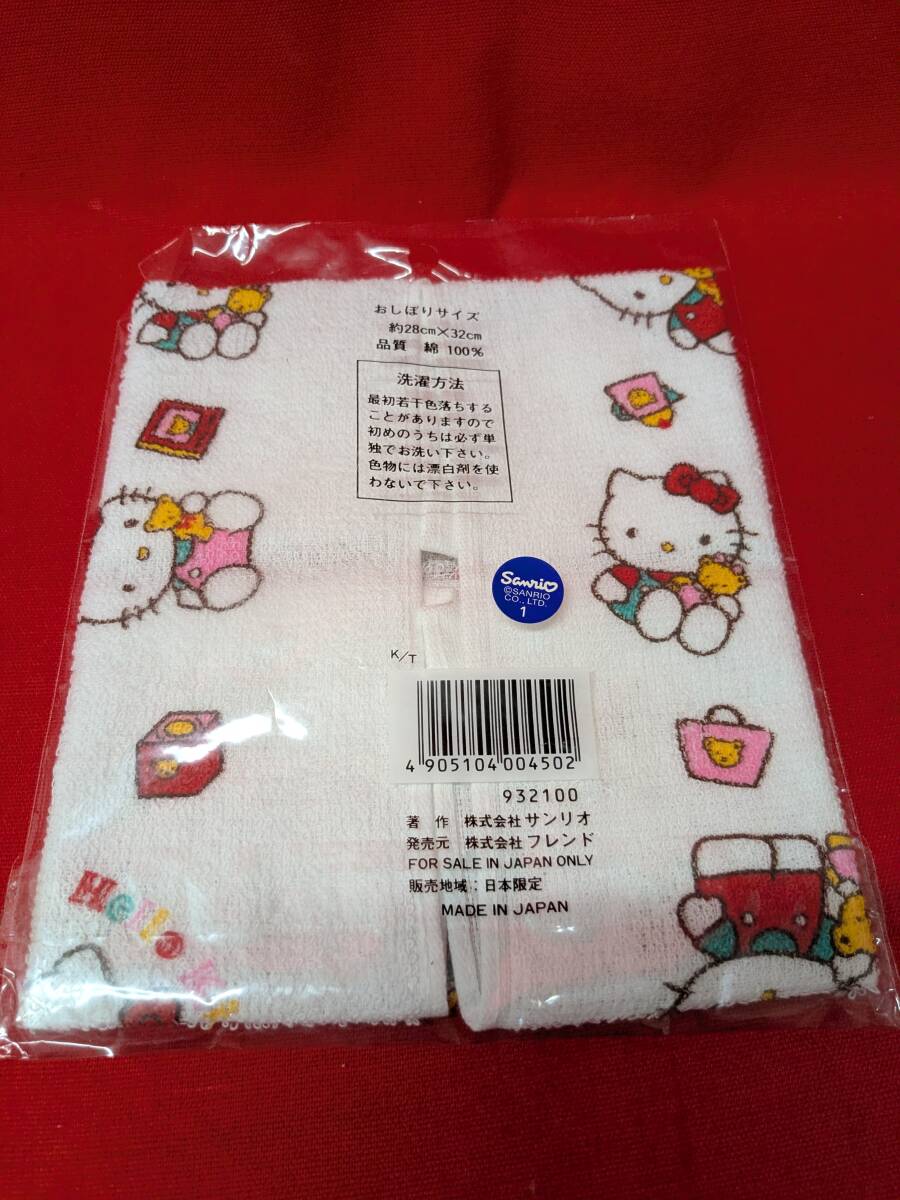 おしぼりサイズ
約28cm×32cm
品質 綿 100%
洗濯方法
最初若干色落ちする
ことがありますので
初めのうちは必ず単
独でお洗い下さい。
色物には漂白剤を使
わないで下さい。
Sanrio
©SANRIO
CO., LTD.
1
K/T
4 905104 004502
932100
著 作 株式会社 サンリオ
発売元 株式会社 フレンド
FOR SALE IN JAPAN ONLY
販売地域:日本限定
MADE IN JAPAN
Hello